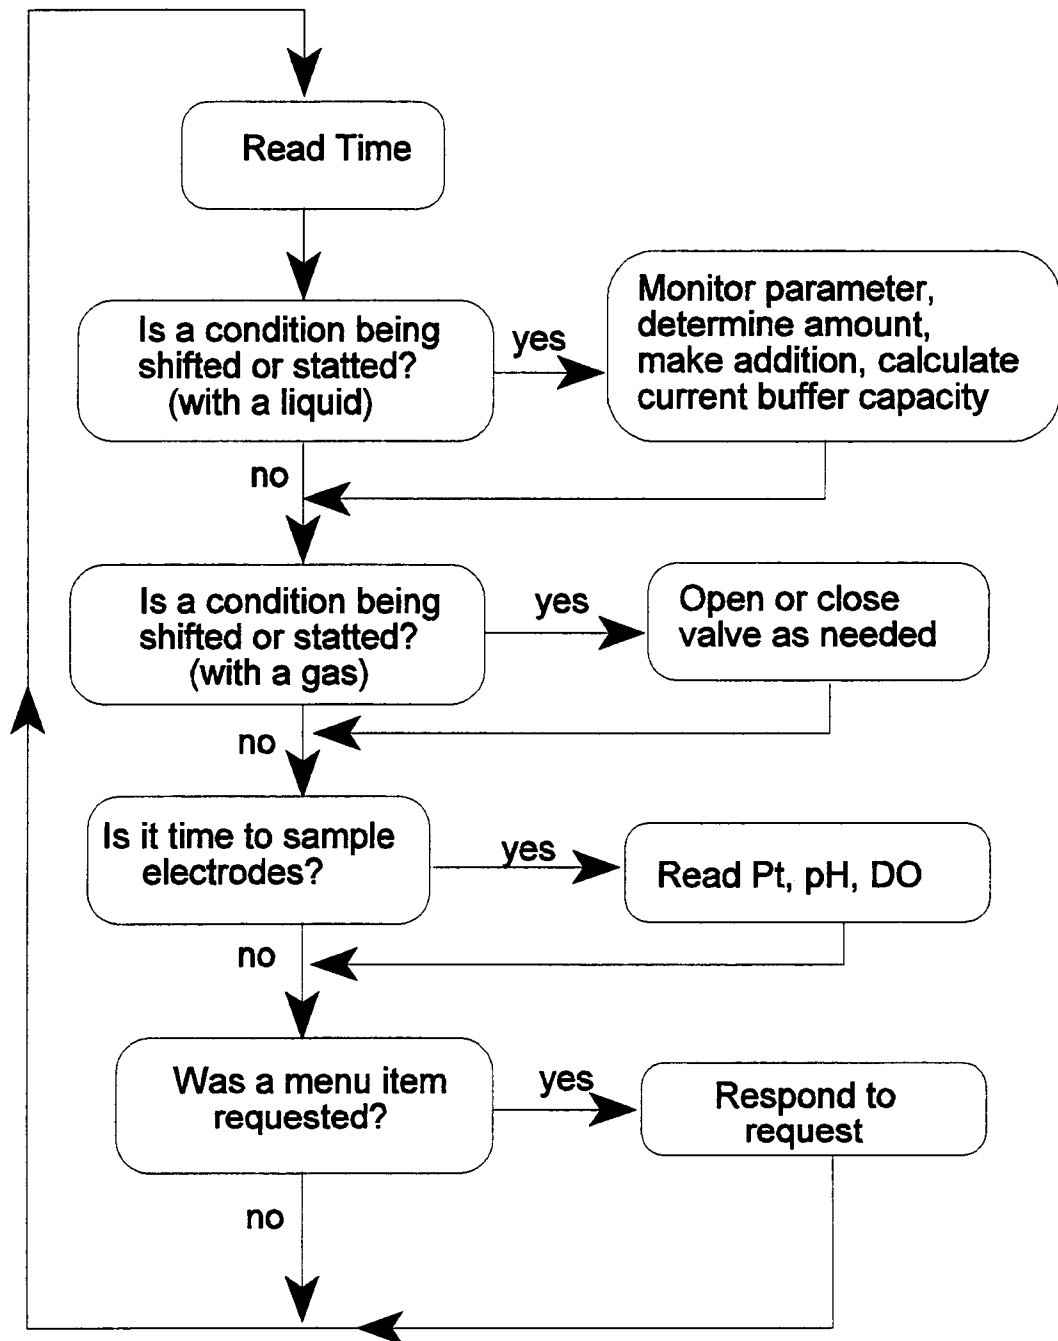 Read Time
Is a condition being
shifted or statted?
(with a liquid)
yes
Monitor parameter,
determine amount,
make addition, calculate
current buffer capacity
no
Is a condition being
shifted or statted?
(with a gas)
yes
Open or close
valve as needed
no
Is it time to sample
electrodes?
yes
Read Pt, pH, DO
no
Was a menu item
requested?
yes
Respond to
request
no